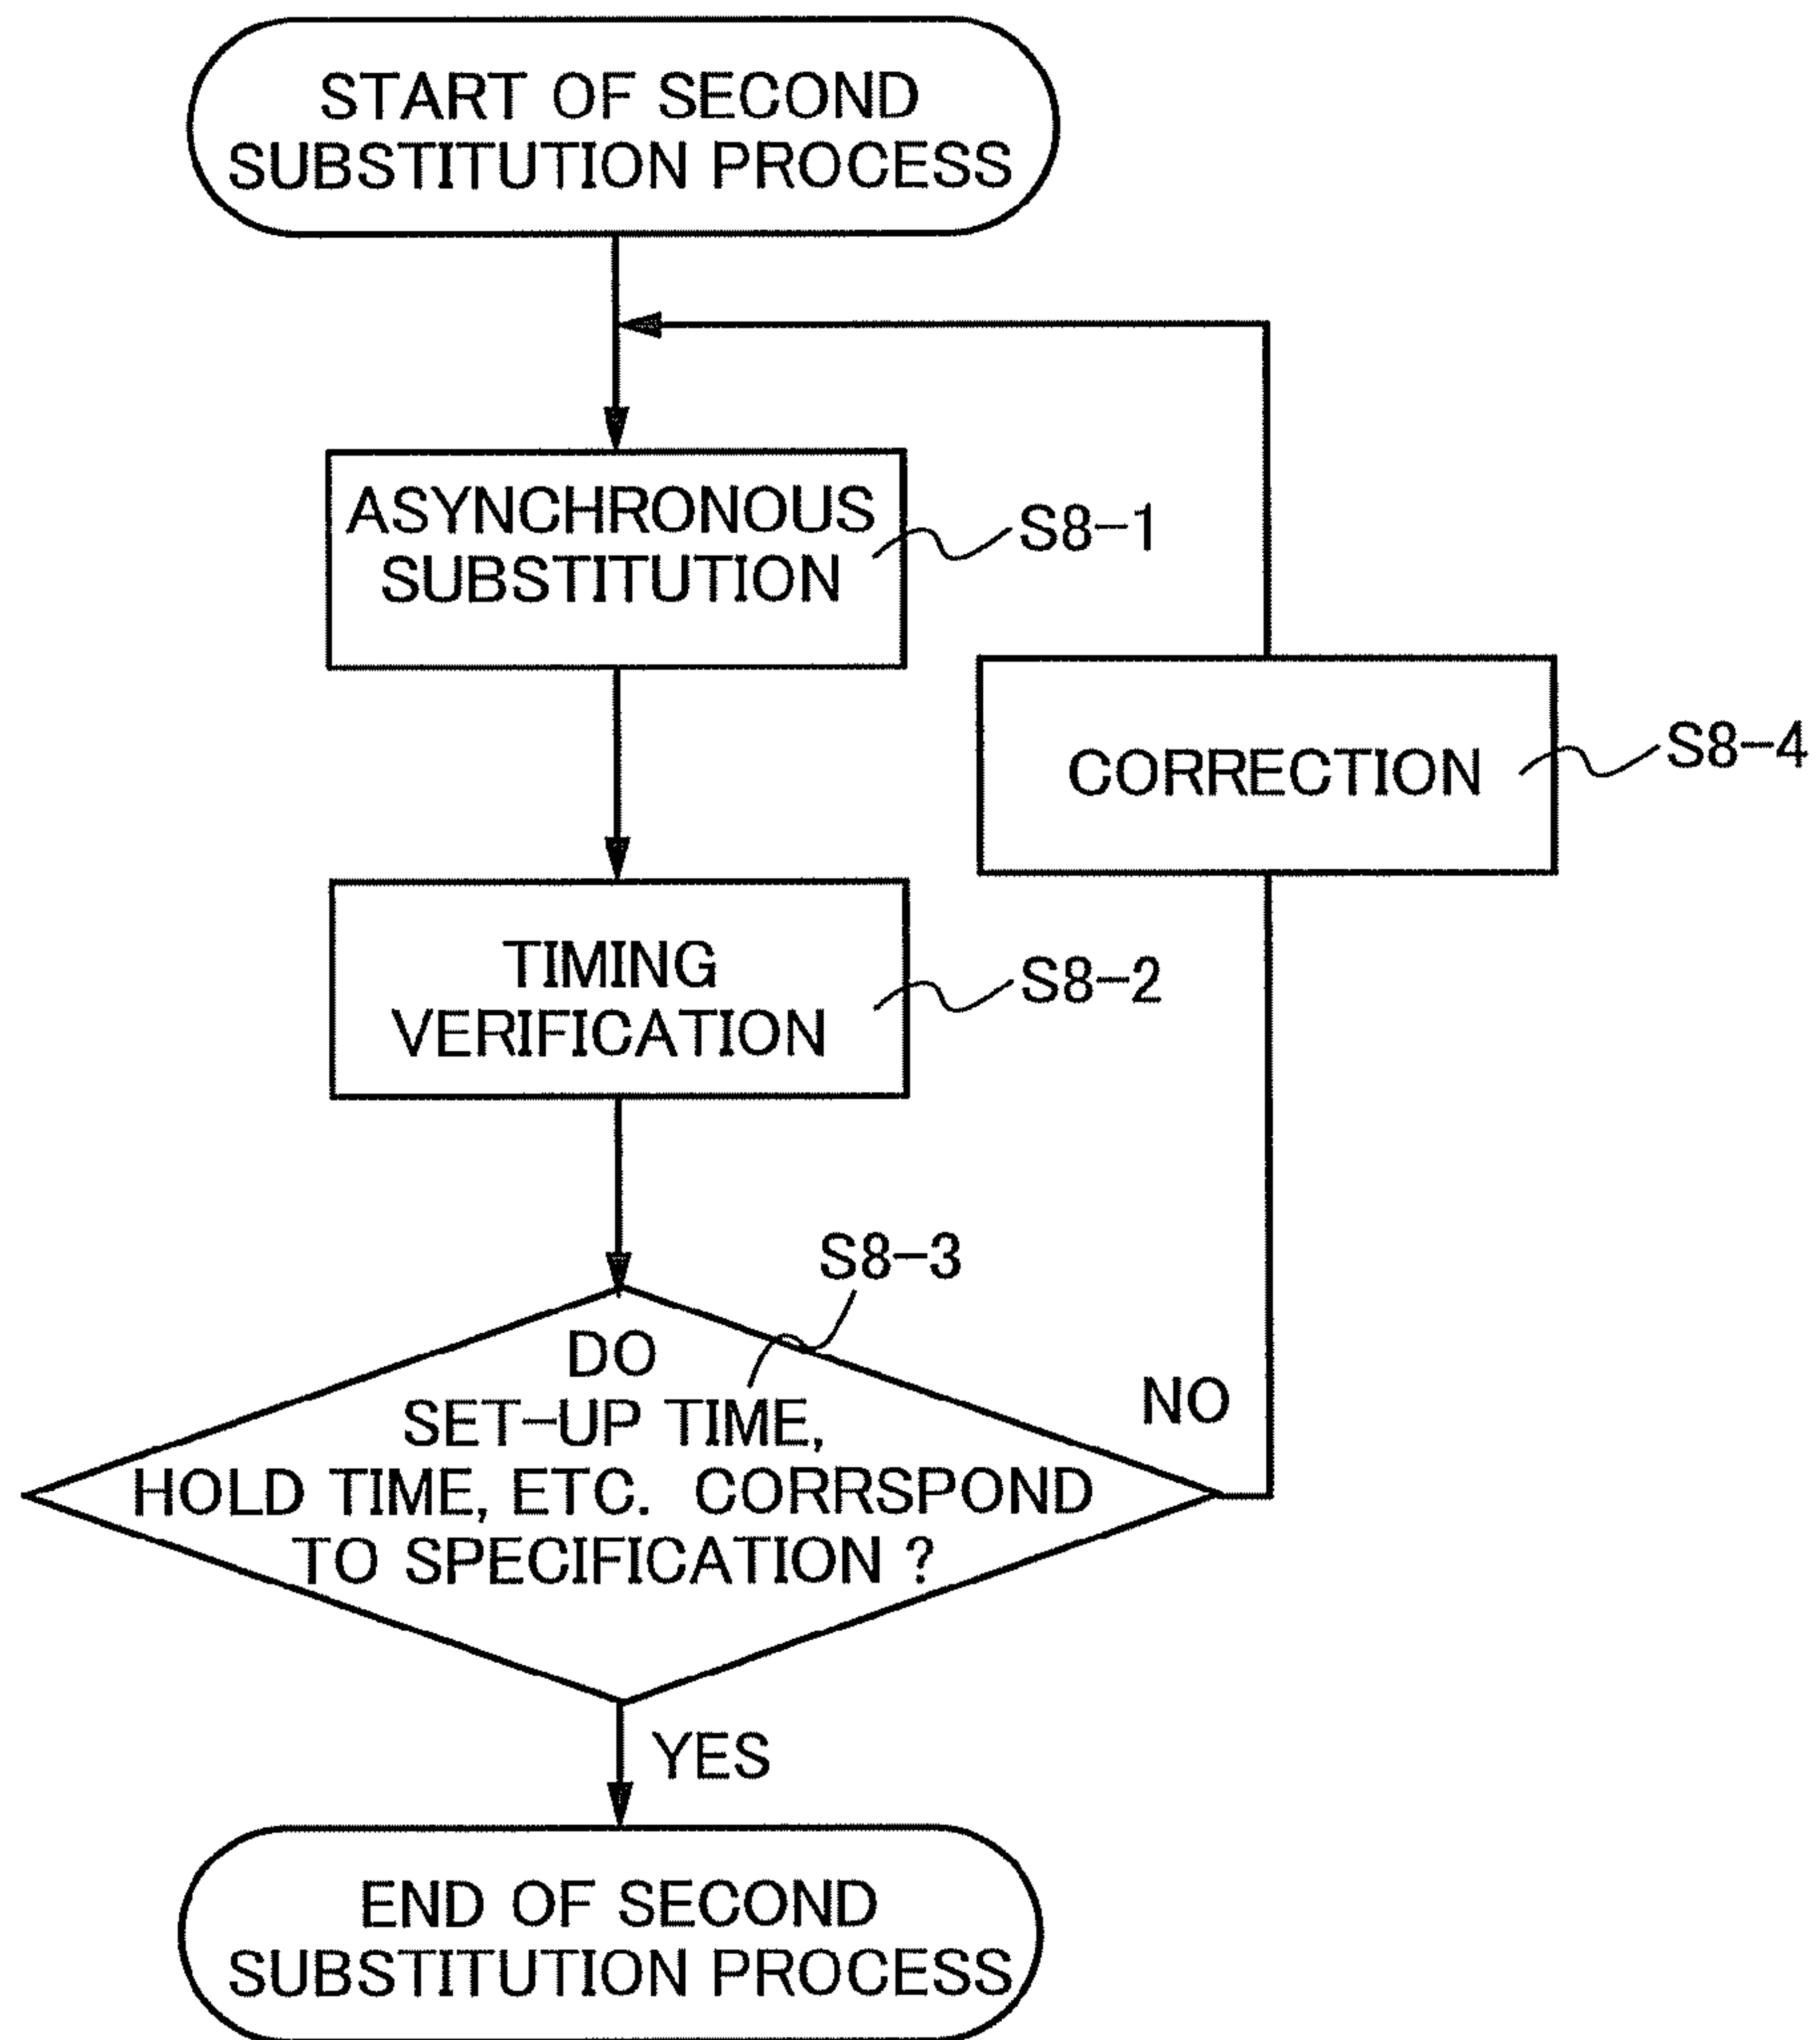 START OF SECOND
SUBSTITUTION PROCESS
ASYNCHRONOUS
SUBSTITUTION
S8-1
CORRECTION
S8-4
TIMING
VERIFICATION
S8-2
S8-3
DO
SET-UP TIME,
HOLD TIME, ETC. CORRSPOND
TO SPECIFICATION ?
NO
YES
END OF SECOND
SUBSTITUTION PROCESS